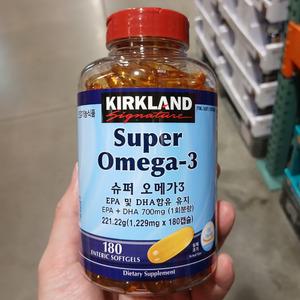 KIRKLAND
Signature
Super
Omega-3
슈퍼 오메가3
EPA 및 DHA함유 유지
EPA + DHA 700mg (1회분량)
221.22g(1,229mg x 180캡슐)
180
ENTERIC SOFTGELS
Dietary Supplement